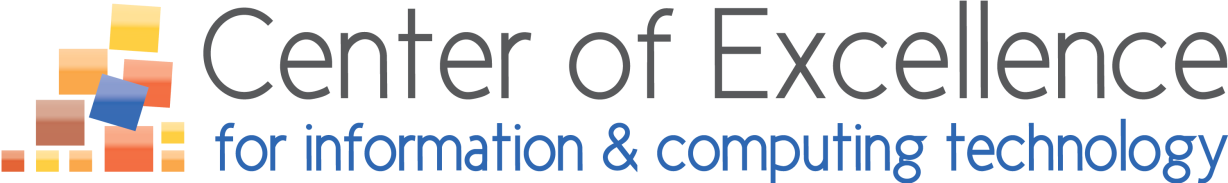 Center of Excellence
for information & computing technology